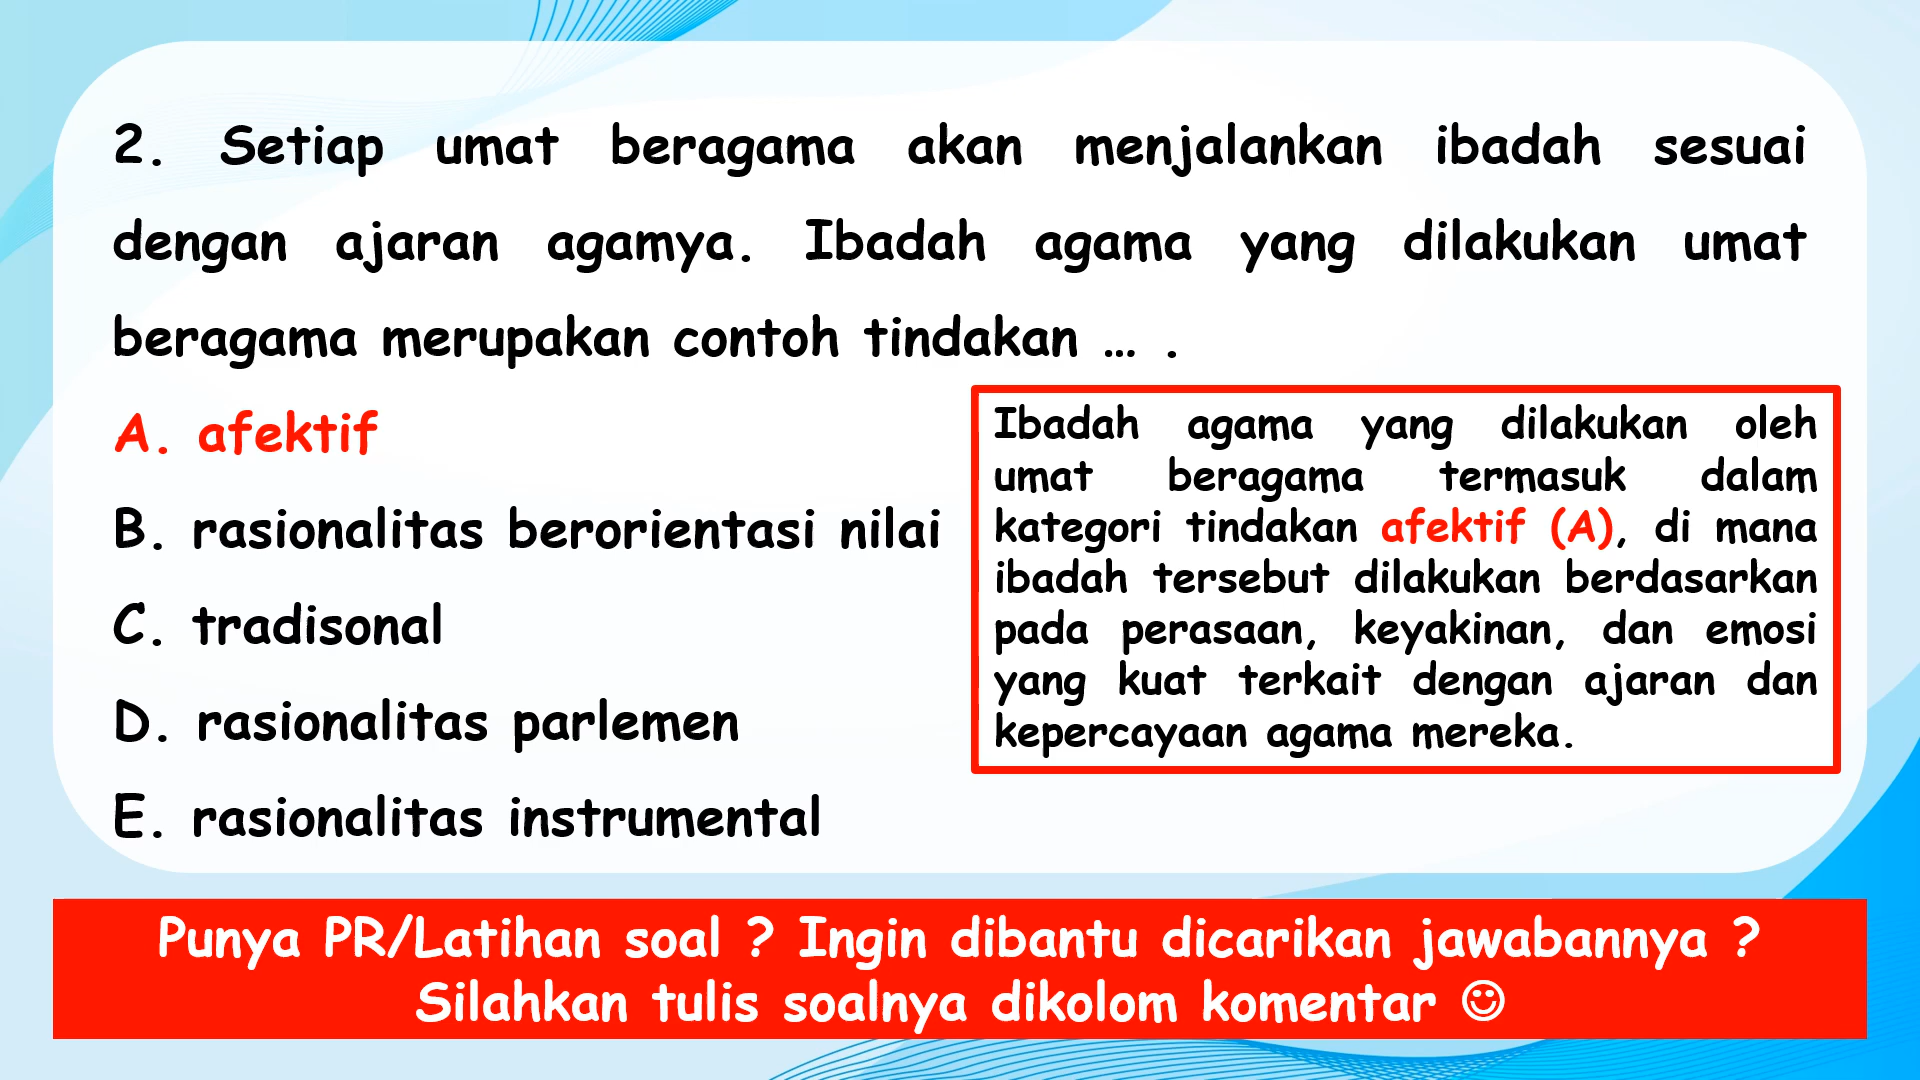 2. Setiap umat beragama akan menjalankan ibadah sesuai
dengan ajaran agamya. Ibadah agama yang dilakukan umat
beragama merupakan contoh tindakan … .
A. afektif
B. rasionalitas berorientasi nilai
C. tradisonal
D. rasionalitas parlemen
E. rasionalitas instrumental
Ibadah agama yang dilakukan oleh
umat beragama termasuk dalam
kategori tindakan afektif (A), di mana
ibadah tersebut dilakukan berdasarkan
pada perasaan, keyakinan, dan emosi
yang kuat terkait dengan ajaran dan
kepercayaan agama mereka.
Punya PR/Latihan soal ? Ingin dibantu dicarikan jawabannya ?
Silahkan tulis soalnya dikolom komentar ☺